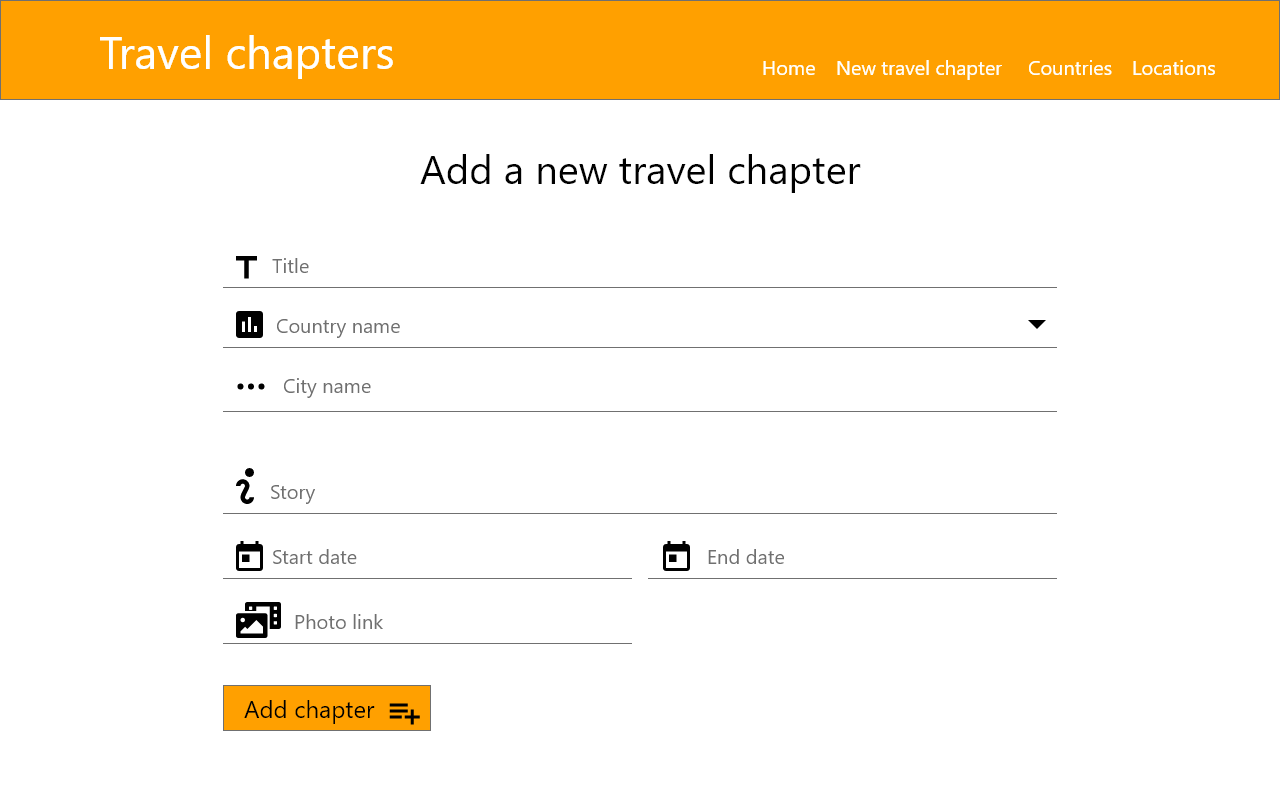 Travel chapters
Home New travel chapter Countries Locations
Add a new travel chapter
Title
Country name
City name
Story
Start date End date
Photo link
Add chapter